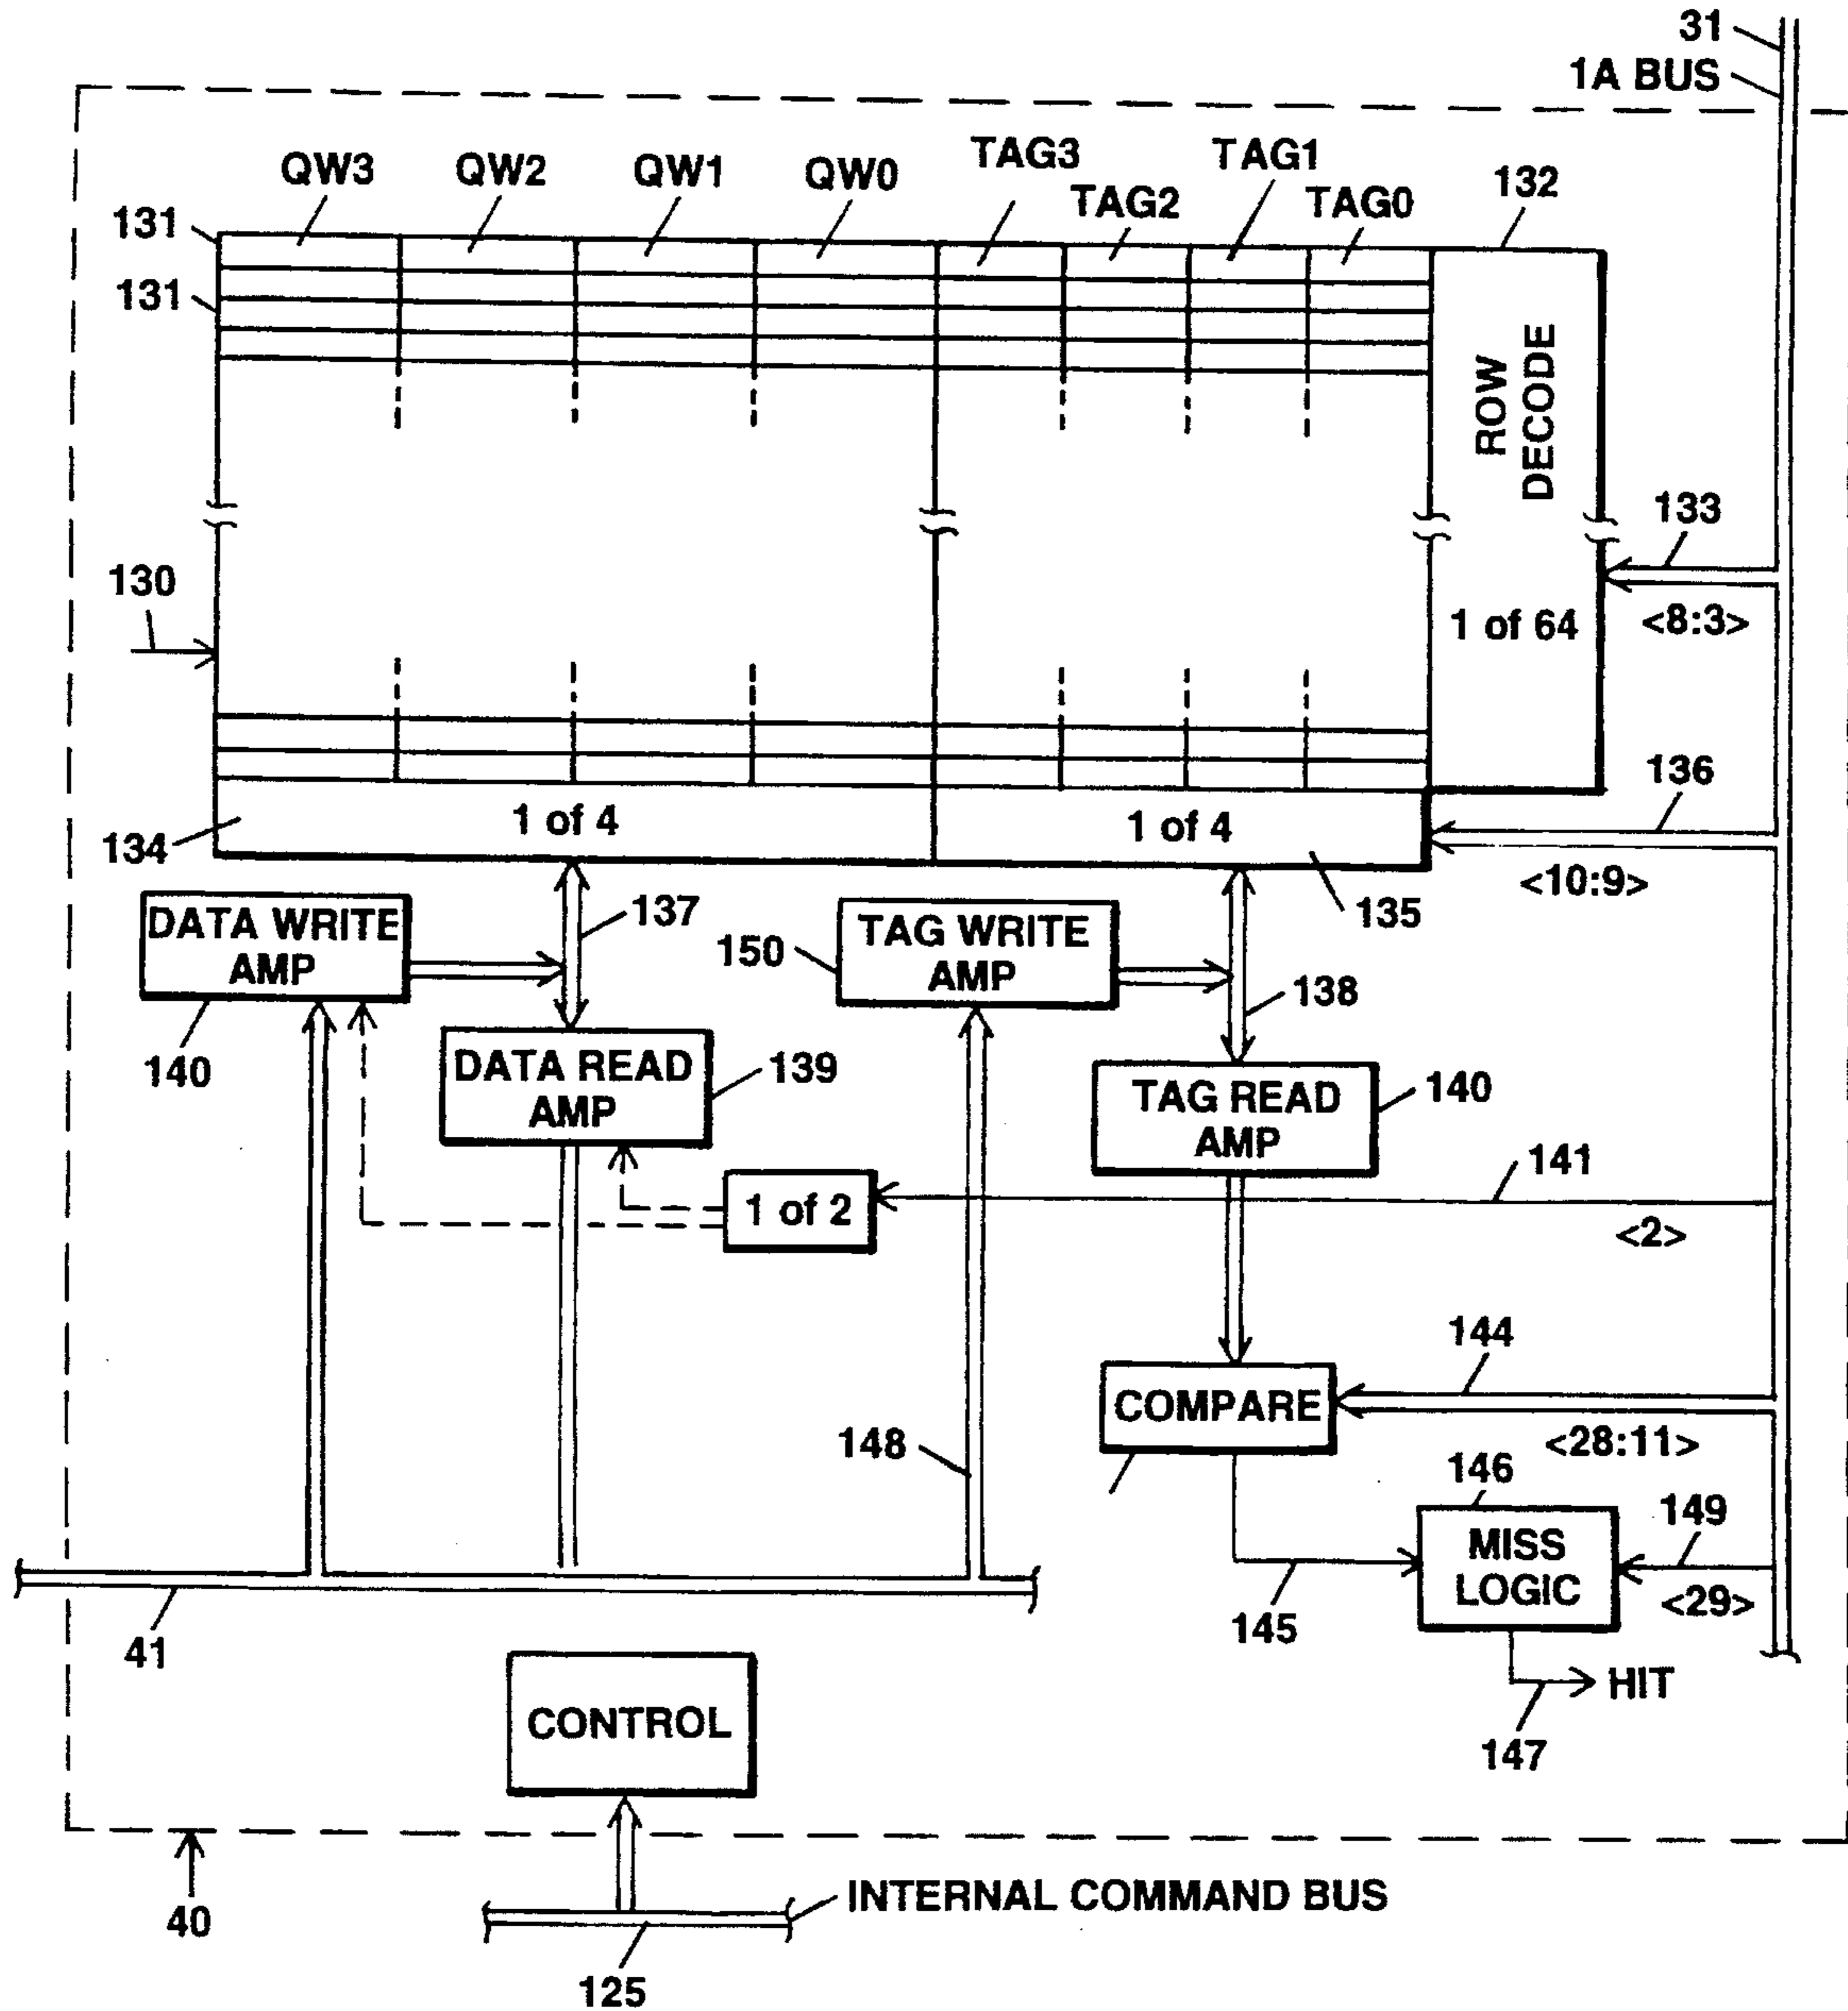 31
1A BUS
QW3
QW2
QW1
QW0
TAG3
TAG2
TAG1
TAG0
132
131
131
ROW
DECODE
133
<8:3>
1 of 64
130
136
<10:9>
134
1 of 4
1 of 4
135
DATA WRITE
AMP
140
137
150
TAG WRITE
AMP
138
DATA READ
AMP
139
TAG READ
AMP
140
1 of 2
141
<2>
COMPARE
144
<28:11>
148
146
MISS
LOGIC
149
<29>
145
HIT
147
41
CONTROL
40
INTERNAL COMMAND BUS
125